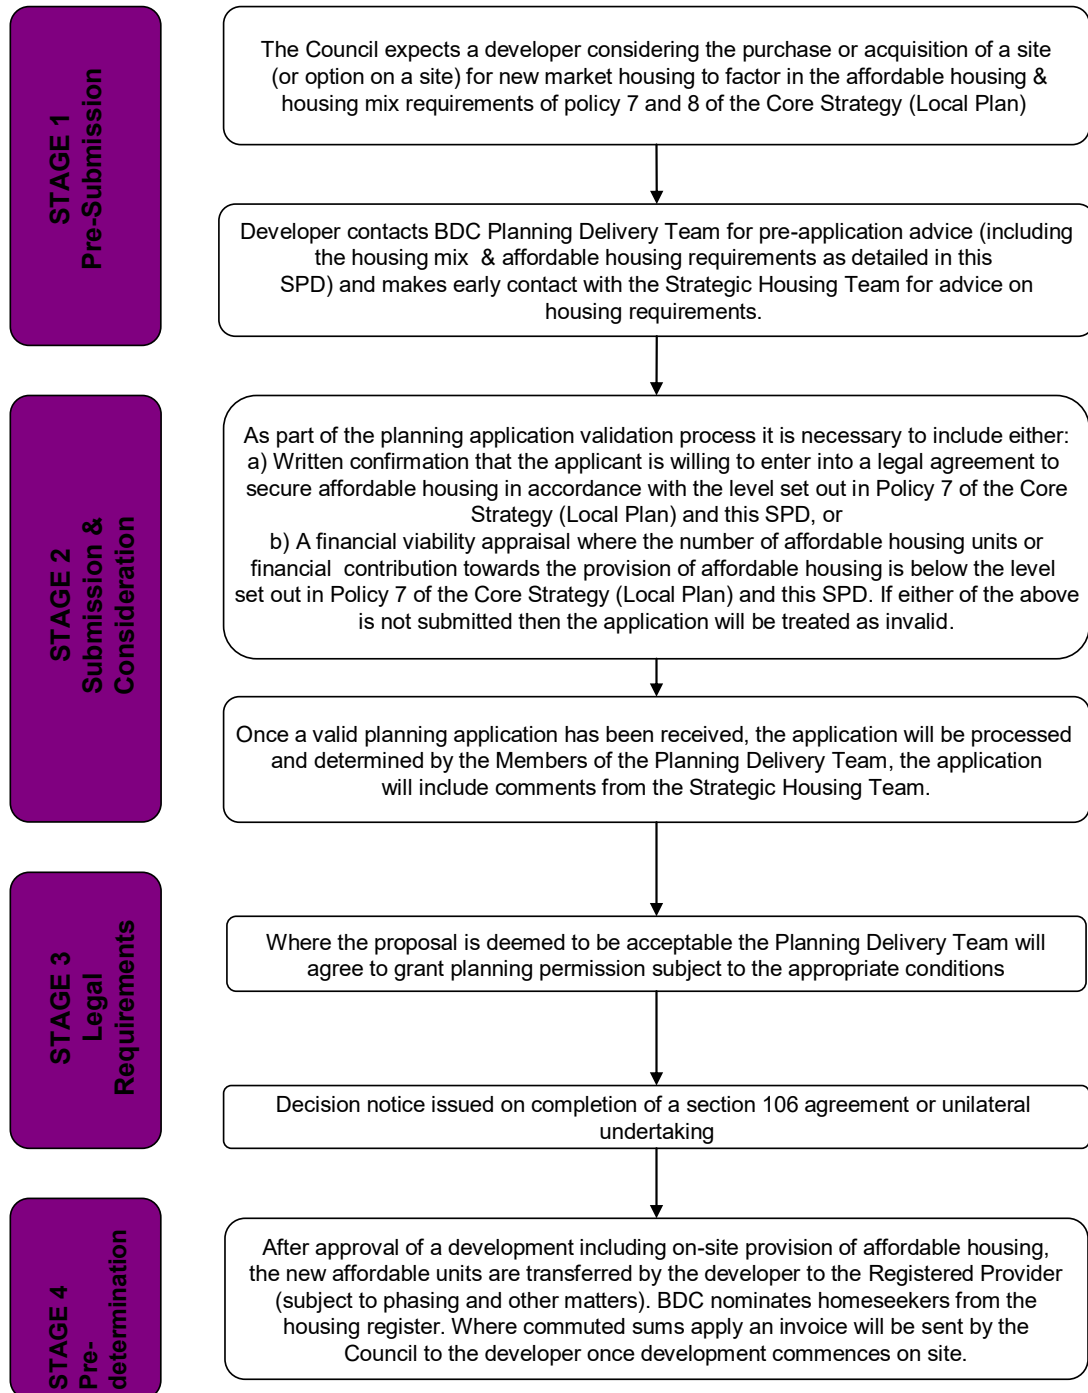 STAGE 1
Pre-Submission
The Council expects a developer considering the purchase or acquisition of a site
(or option on a site) for new market housing to factor in the affordable housing &
housing mix requirements of policy 7 and 8 of the Core Strategy (Local Plan)
Developer contacts BDC Planning Delivery Team for pre-application advice (including
the housing mix & affordable housing requirements as detailed in this
SPD) and makes early contact with the Strategic Housing Team for advice on
housing requirements.
STAGE 2
Submission &
Consideration
As part of the planning application validation process it is necessary to include either:
a) Written confirmation that the applicant is willing to enter into a legal agreement to
secure affordable housing in accordance with the level set out in Policy 7 of the Core
Strategy (Local Plan) and this SPD, or
b) A financial viability appraisal where the number of affordable housing units or
financial contribution towards the provision of affordable housing is below the level
set out in Policy 7 of the Core Strategy (Local Plan) and this SPD. If either of the above
is not submitted then the application will be treated as invalid.
Once a valid planning application has been received, the application will be processed
and determined by the Members of the Planning Delivery Team, the application
will include comments from the Strategic Housing Team.
STAGE 3
Legal
Requirements
Where the proposal is deemed to be acceptable the Planning Delivery Team will
agree to grant planning permission subject to the appropriate conditions
Decision notice issued on completion of a section 106 agreement or unilateral
undertaking
STAGE 4
Pre-
determination
After approval of a development including on-site provision of affordable housing,
the new affordable units are transferred by the developer to the Registered Provider
(subject to phasing and other matters). BDC nominates homeseekers from the
housing register. Where commuted sums apply an invoice will be sent by the
Council to the developer once development commences on site.